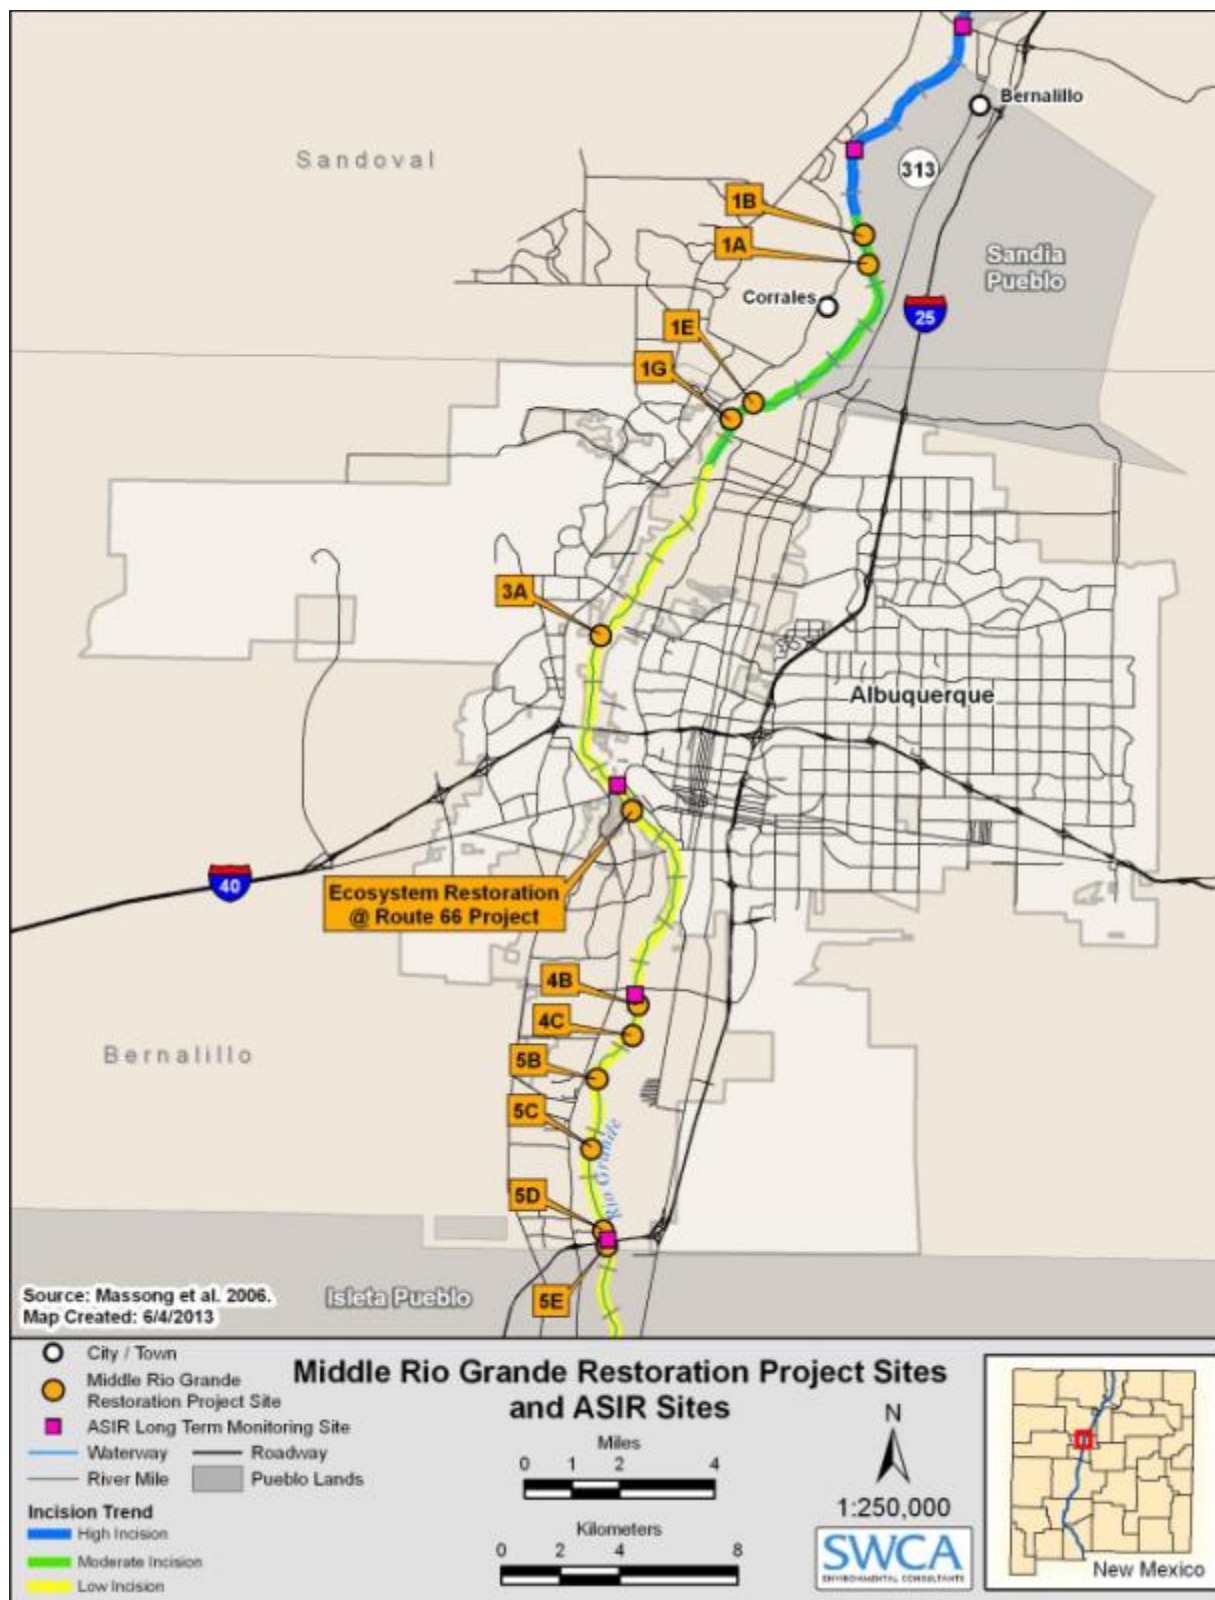 Bernalillo
Sandoval
313
1B
1A
Sandia
Pueblo
Corrales
25
1E
1G
3A
Albuquerque
40
Ecosystem Restoration
@ Route 66 Project
4B
4C
Bernalillo
5B
5C
Rio Grande
5D
5E
Isleta Pueblo
Source: Massong et al. 2006.
Map Created: 6/4/2013
City / Town
Middle Rio Grande
Restoration Project Site
ASIR Long Term Monitoring Site
Waterway
Roadway
River Mile
Pueblo Lands
Incision Trend
High Incision
Moderate Incision
Low Incision
Middle Rio Grande Restoration Project Sites
and ASIR Sites
Miles
0 1 2 4
Kilometers
0 2 4 8
N
1:250,000
SWCA
ENVIRONMENTAL CONSULTANTS
New Mexico